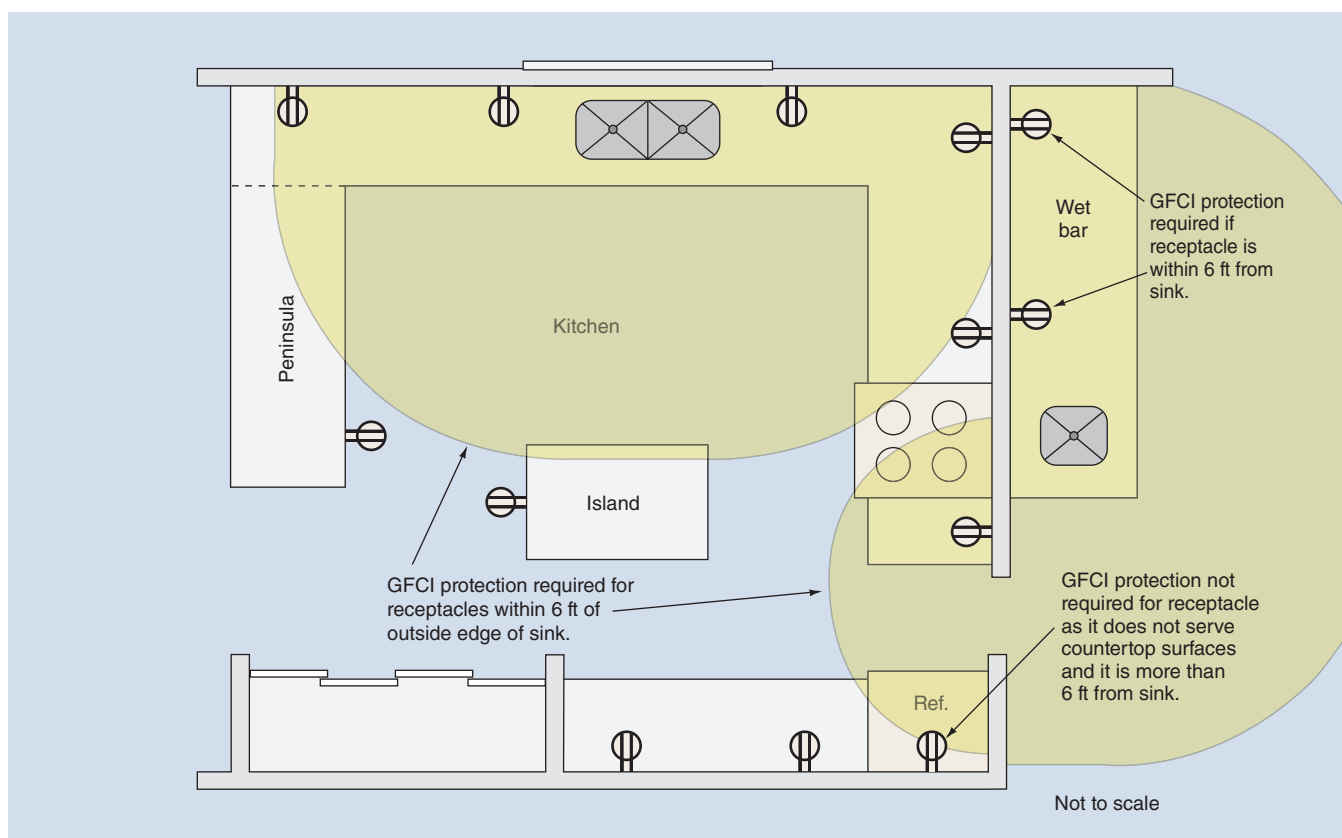 GFCI protection
required if
receptacle is
within 6 ft from
sink.
Wet
bar
Kitchen
Peninsula
Island
GFCI protection required for
receptacles within 6 ft of
outside edge of sink.
GFCI protection not
required for receptacle
as it does not serve
countertop surfaces
and it is more than
6 ft from sink.
Ref.
Not to scale